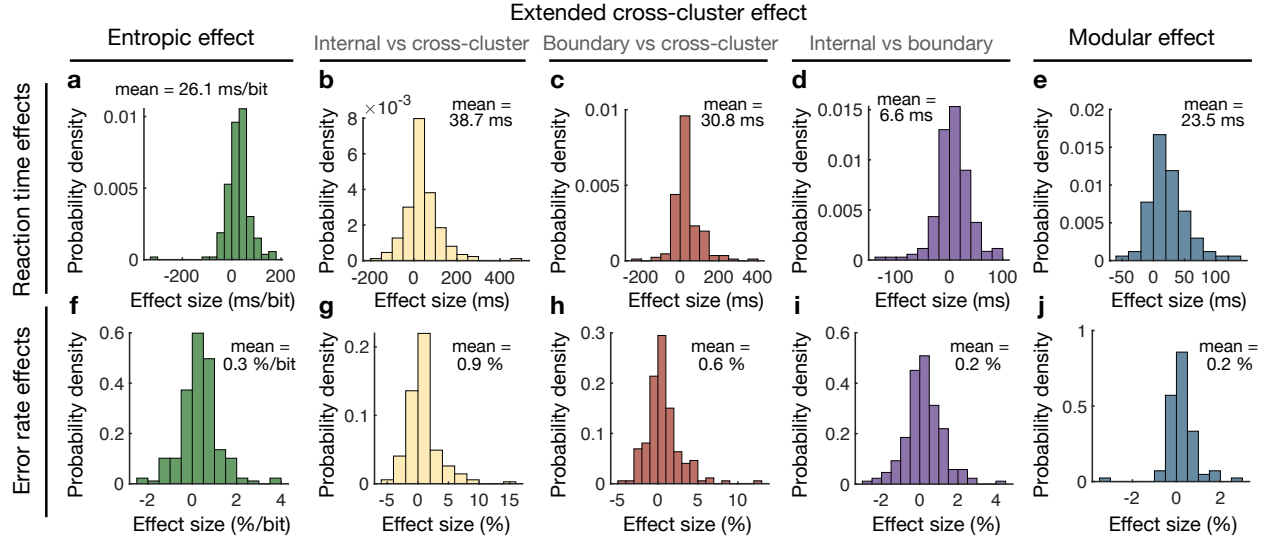 Extended cross-cluster effect
Entropic effect
Internal vs cross-cluster
Boundary vs cross-cluster
Internal vs boundary
Modular effect
Reaction time effects
a
mean = 26.1 ms/bit
Probability density
0.01
0.005
0
-200 0 200
Effect size (ms/bit)
b
× 10-3
mean =
38.7 ms
Probability density
8
6
4
2
0
-200 0 200 400
Effect size (ms)
c
mean =
30.8 ms
Probability density
0.01
0.005
0
-200 0 200 400
Effect size (ms)
d
mean =
6.6 ms
Probability density
0.015
0.01
0.005
0
-100 0 100
Effect size (ms)
e
mean =
23.5 ms
Probability density
0.02
0.015
0.01
0.005
0
-50 0 50 100
Effect size (ms)
Error rate effects
f
mean =
0.3 %/bit
Probability density
0.6
0.4
0.2
0
-2 0 2 4
Effect size (%/bit)
g
mean =
0.9 %
Probability density
0.2
0.1
0
-5 0 5 10 15
Effect size (%)
h
mean =
0.6 %
Probability density
0.3
0.2
0.1
0
-5 0 5 10
Effect size (%)
i
mean =
0.2 %
Probability density
0.6
0.4
0.2
0
-2 0 2 4
Effect size (%)
j
mean =
0.2 %
Probability density
1
0.5
0
-2 0 2
Effect size (%)